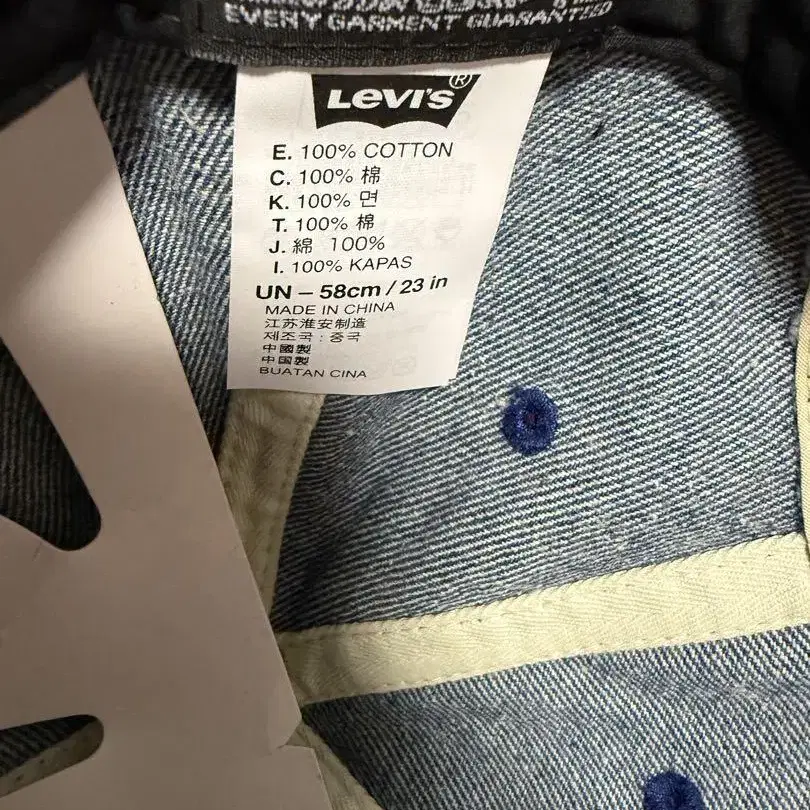 EVERY GARMENT GUARANTEED
LEVI'S®
E. 100% COTTON
C. 100% 棉
K. 100% 면
T. 100% 棉
J. 綿 100%
I. 100% KAPAS
UN – 58cm / 23 in
MADE IN CHINA
江苏淮安制造
제조국 : 중국
中國製
中国製
BUATAN CINA